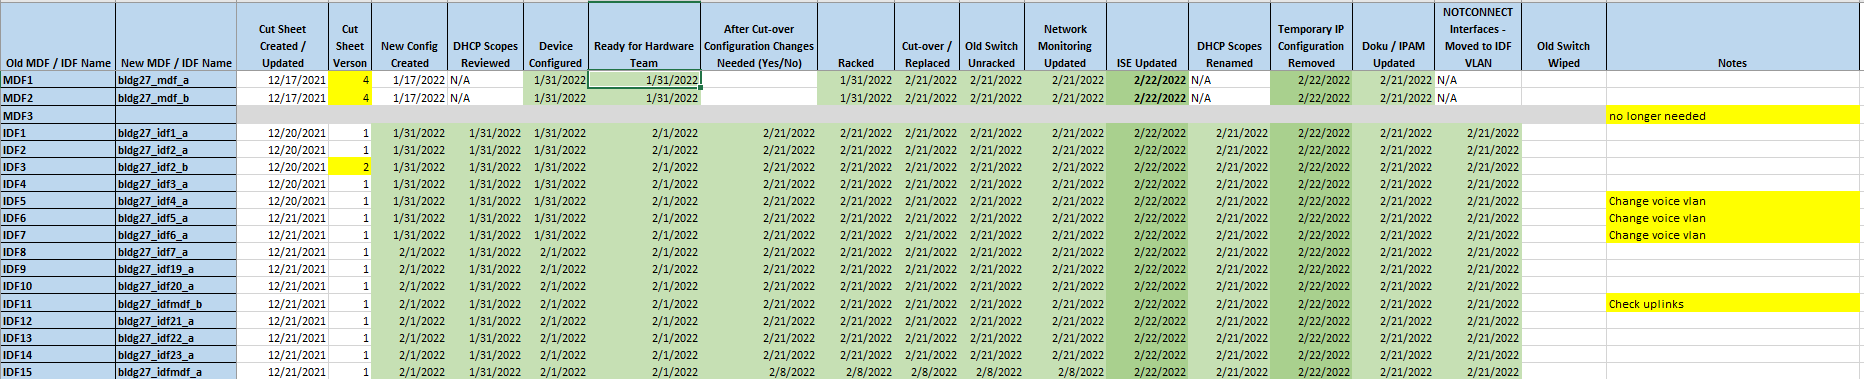 Old MDF / IDF Name New MDF / IDF Name Cut Sheet Created / Updated Cut Sheet Verson New Config Created DHCP Scopes Reviewed Device Configured Ready for Hardware Team After Cut-over Configuration Changes Needed (Yes/No) Racked Cut-over / Replaced Old Switch Unracked Network Monitoring Updated ISE Updated DHCP Scopes Renamed Temporary IP Configuration Removed Doku / IPAM Updated NOTCONNECT Interfaces - Moved to IDF VLAN Old Switch Wiped Notes
MDF1 bldg27_mdf_a 12/17/2021 4 1/17/2022 N/A 1/31/2022 1/31/2022 1/31/2022 2/21/2022 2/21/2022 2/21/2022 2/22/2022 N/A 2/22/2022 2/21/2022 N/A
MDF2 bldg27_mdf_b 12/17/2021 4 1/17/2022 N/A 1/31/2022 1/31/2022 1/31/2022 2/21/2022 2/21/2022 2/21/2022 2/22/2022 N/A 2/22/2022 2/21/2022 N/A
MDF3 no longer needed
IDF1 bldg27_idf1_a 12/20/2021 1 1/31/2022 1/31/2022 1/31/2022 2/1/2022 2/21/2022 2/21/2022 2/21/2022 2/21/2022 2/21/2022 2/22/2022 2/21/2022 2/22/2022 2/21/2022 2/21/2022
IDF2 bldg27_idf2_a 12/20/2021 1 1/31/2022 1/31/2022 1/31/2022 2/1/2022 2/21/2022 2/21/2022 2/21/2022 2/21/2022 2/21/2022 2/22/2022 2/21/2022 2/22/2022 2/21/2022 2/21/2022
IDF3 bldg27_idf2_b 12/20/2021 2 1/31/2022 1/31/2022 1/31/2022 2/1/2022 2/21/2022 2/21/2022 2/21/2022 2/21/2022 2/21/2022 2/22/2022 2/21/2022 2/22/2022 2/21/2022 2/21/2022
IDF4 bldg27_idf3_a 12/20/2021 1 1/31/2022 1/31/2022 1/31/2022 2/1/2022 2/21/2022 2/21/2022 2/21/2022 2/21/2022 2/21/2022 2/22/2022 2/21/2022 2/22/2022 2/21/2022 2/21/2022
IDF5 bldg27_idf4_a 12/20/2021 1 1/31/2022 1/31/2022 1/31/2022 2/1/2022 2/21/2022 2/21/2022 2/21/2022 2/21/2022 2/21/2022 2/22/2022 2/21/2022 2/22/2022 2/21/2022 2/21/2022 Change voice vlan
IDF6 bldg27_idf5_a 12/21/2021 1 1/31/2022 1/31/2022 1/31/2022 2/1/2022 2/21/2022 2/21/2022 2/21/2022 2/21/2022 2/21/2022 2/22/2022 2/21/2022 2/22/2022 2/21/2022 2/21/2022 Change voice vlan
IDF7 bldg27_idf6_a 12/21/2021 1 1/31/2022 1/31/2022 1/31/2022 2/1/2022 2/21/2022 2/21/2022 2/21/2022 2/21/2022 2/21/2022 2/22/2022 2/21/2022 2/22/2022 2/21/2022 2/21/2022 Change voice vlan
IDF8 bldg27_idf7_a 12/21/2021 1 2/1/2022 1/31/2022 2/1/2022 2/1/2022 2/21/2022 2/21/2022 2/21/2022 2/21/2022 2/21/2022 2/22/2022 2/21/2022 2/22/2022 2/21/2022 2/21/2022
IDF9 bldg27_idf19_a 12/21/2021 1 2/1/2022 1/31/2022 2/1/2022 2/1/2022 2/21/2022 2/21/2022 2/21/2022 2/21/2022 2/21/2022 2/22/2022 2/21/2022 2/22/2022 2/21/2022 2/21/2022
IDF10 bldg27_idf20_a 12/21/2021 1 2/1/2022 1/31/2022 2/1/2022 2/1/2022 2/21/2022 2/21/2022 2/21/2022 2/21/2022 2/21/2022 2/22/2022 2/21/2022 2/22/2022 2/21/2022 2/21/2022
IDF11 bldg27_idfmdf_b 12/21/2021 1 2/1/2022 1/31/2022 2/1/2022 2/1/2022 2/21/2022 2/21/2022 2/21/2022 2/21/2022 2/21/2022 2/22/2022 2/21/2022 2/22/2022 2/21/2022 2/21/2022 Check uplinks
IDF12 bldg27_idf21_a 12/21/2021 1 2/1/2022 1/31/2022 2/1/2022 2/1/2022 2/21/2022 2/21/2022 2/21/2022 2/21/2022 2/21/2022 2/22/2022 2/21/2022 2/22/2022 2/21/2022 2/21/2022
IDF13 bldg27_idf22_a 12/21/2021 1 2/1/2022 1/31/2022 2/1/2022 2/1/2022 2/21/2022 2/21/2022 2/21/2022 2/21/2022 2/21/2022 2/22/2022 2/21/2022 2/22/2022 2/21/2022 2/21/2022
IDF14 bldg27_idf23_a 12/21/2021 1 2/1/2022 1/31/2022 2/1/2022 2/1/2022 2/21/2022 2/21/2022 2/21/2022 2/21/2022 2/21/2022 2/22/2022 2/21/2022 2/22/2022 2/21/2022 2/21/2022
IDF15 bldg27_idfmdf_a 12/21/2021 1 2/1/2022 1/31/2022 2/1/2022 2/1/2022 2/8/2022 2/8/2022 2/8/2022 2/8/2022 2/8/2022 2/22/2022 2/21/2022 2/22/2022 2/21/2022 2/21/2022